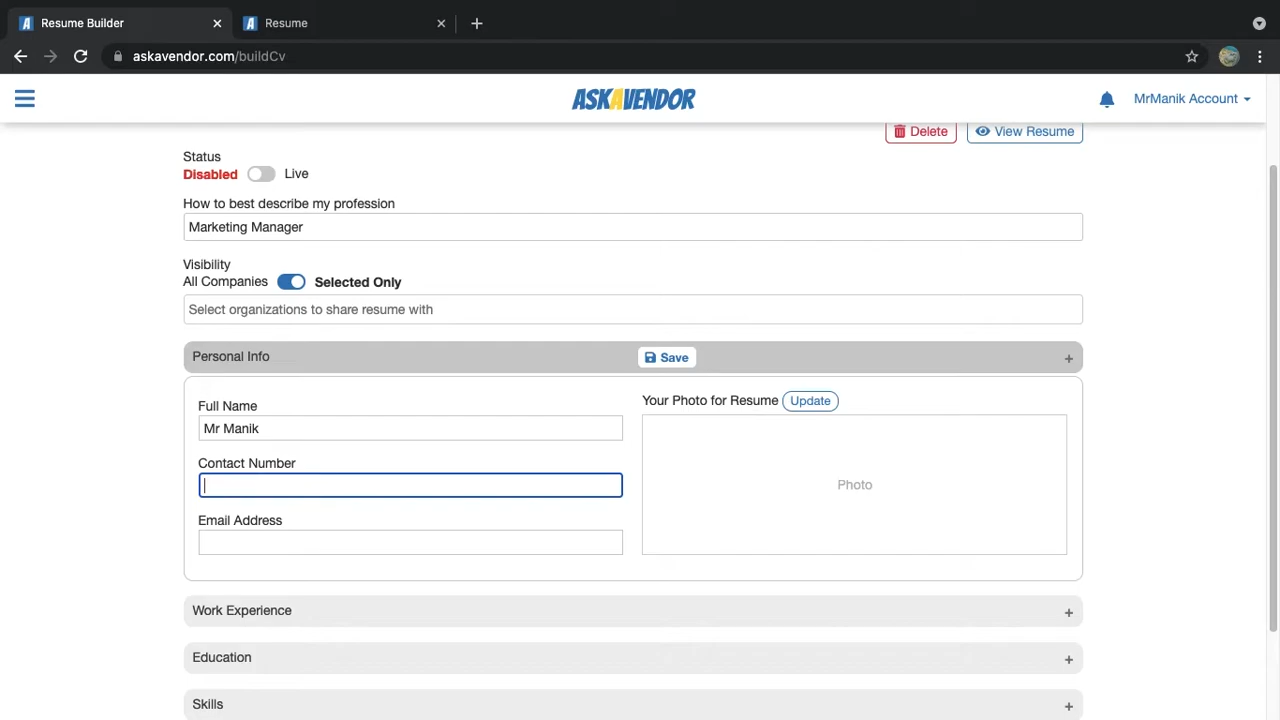 Resume Builder
Resume
askavendor.com/buildCv
ASKAVENDOR
MrManik Account
Delete
View Resume
Status
Disabled
Live
How to best describe my profession
Marketing Manager
Visibility
All Companies
Selected Only
Select organizations to share resume with
Personal Info
Save
+
Full Name
Mr Manik
Your Photo for Resume
Update
Photo
Contact Number
Email Address
Work Experience
+
Education
+
Skills
+